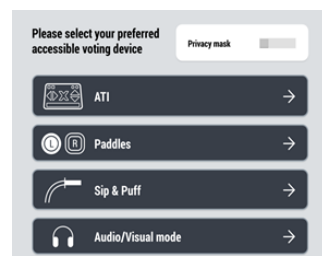 Please select your preferred
accessible voting device
Privacy mask
ATI
L R Paddles
Sip & Puff
Audio/Visual mode